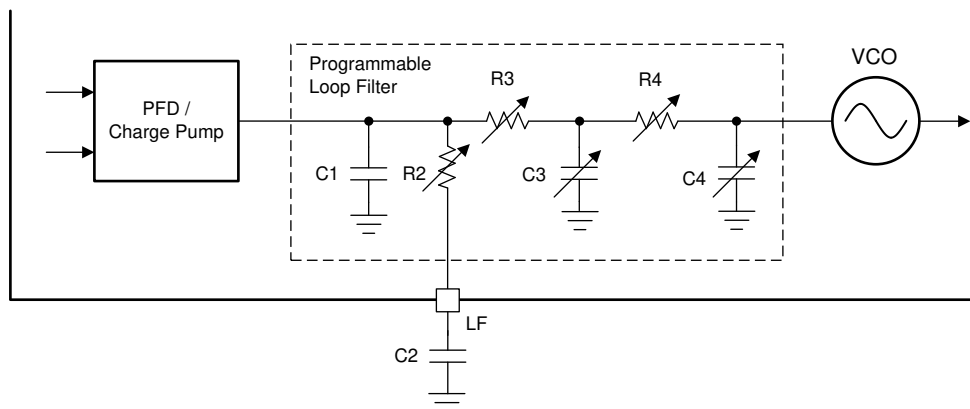 Programmable
Loop Filter
PFD /
Charge Pump
R3
R4
VCO
C1
R2
C3
C4
LF
C2